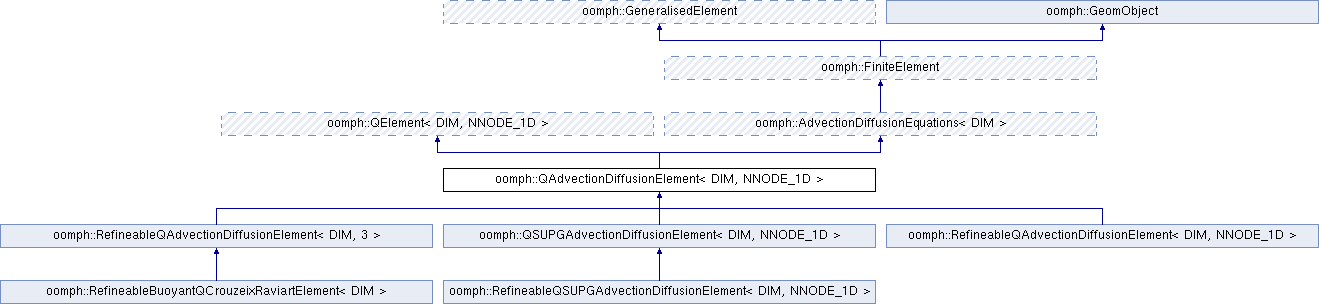 oomph::GeneralisedElement
oomph::GeomObject
oomph::FiniteElement
oomph::QElement< DIM, NNODE_1D >
oomph::AdvectionDiffusionEquations< DIM >
oomph::QAdvectionDiffusionElement< DIM, NNODE_1D >
oomph::RefineableQAdvectionDiffusionElement< DIM, 3 >
oomph::QSUPGAdvectionDiffusionElement< DIM, NNODE_1D >
oomph::RefineableQAdvectionDiffusionElement< DIM, NNODE_1D >
oomph::RefineableBuoyantQCrouzeixRaviartElement< DIM >
oomph::RefineableQSUPGAdvectionDiffusionElement< DIM, NNODE_1D >